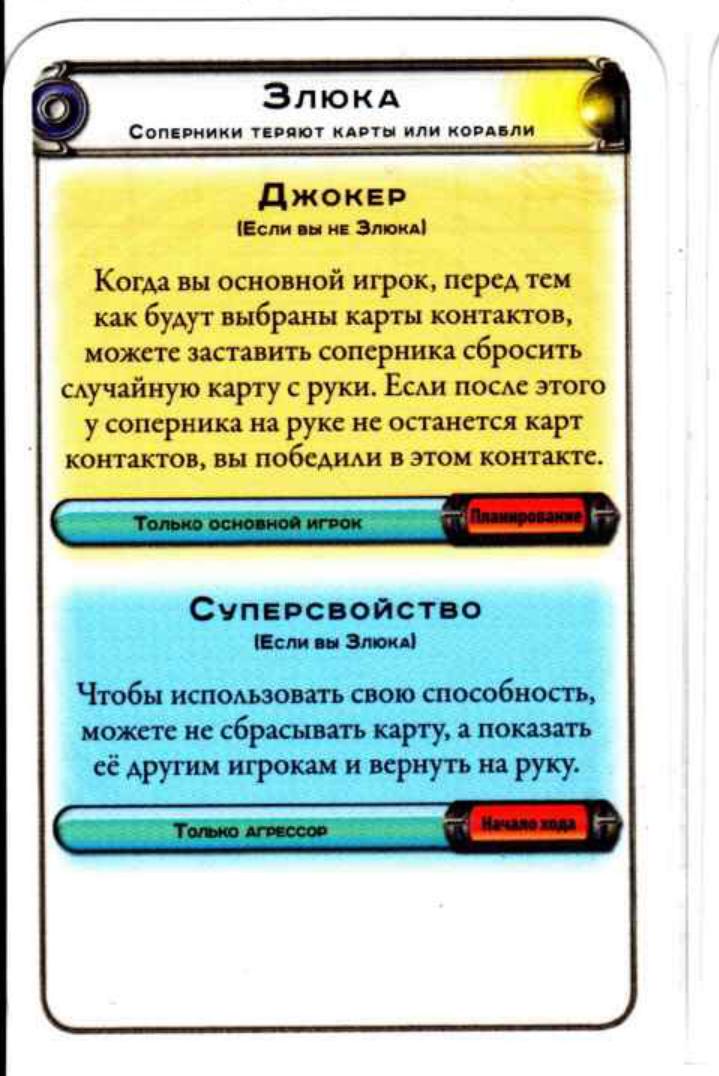 Злюка
Соперники теряют карты или корабли
Джокер
(Если вы не Злюка)
Когда вы основной игрок, перед тем
как будут выбраны карты контактов,
можете заставить соперника сбросить
случайную карту с руки. Если после этого
у соперника на руке не останется карт
контактов, вы победили в этом контакте.
Только основной игрок Планирование
Суперсвойство
(Если вы Злюка)
Чтобы использовать свою способность,
можете не сбрасывать карту, а показать
её другим игрокам и вернуть на руку.
Только агрессор Начало хода